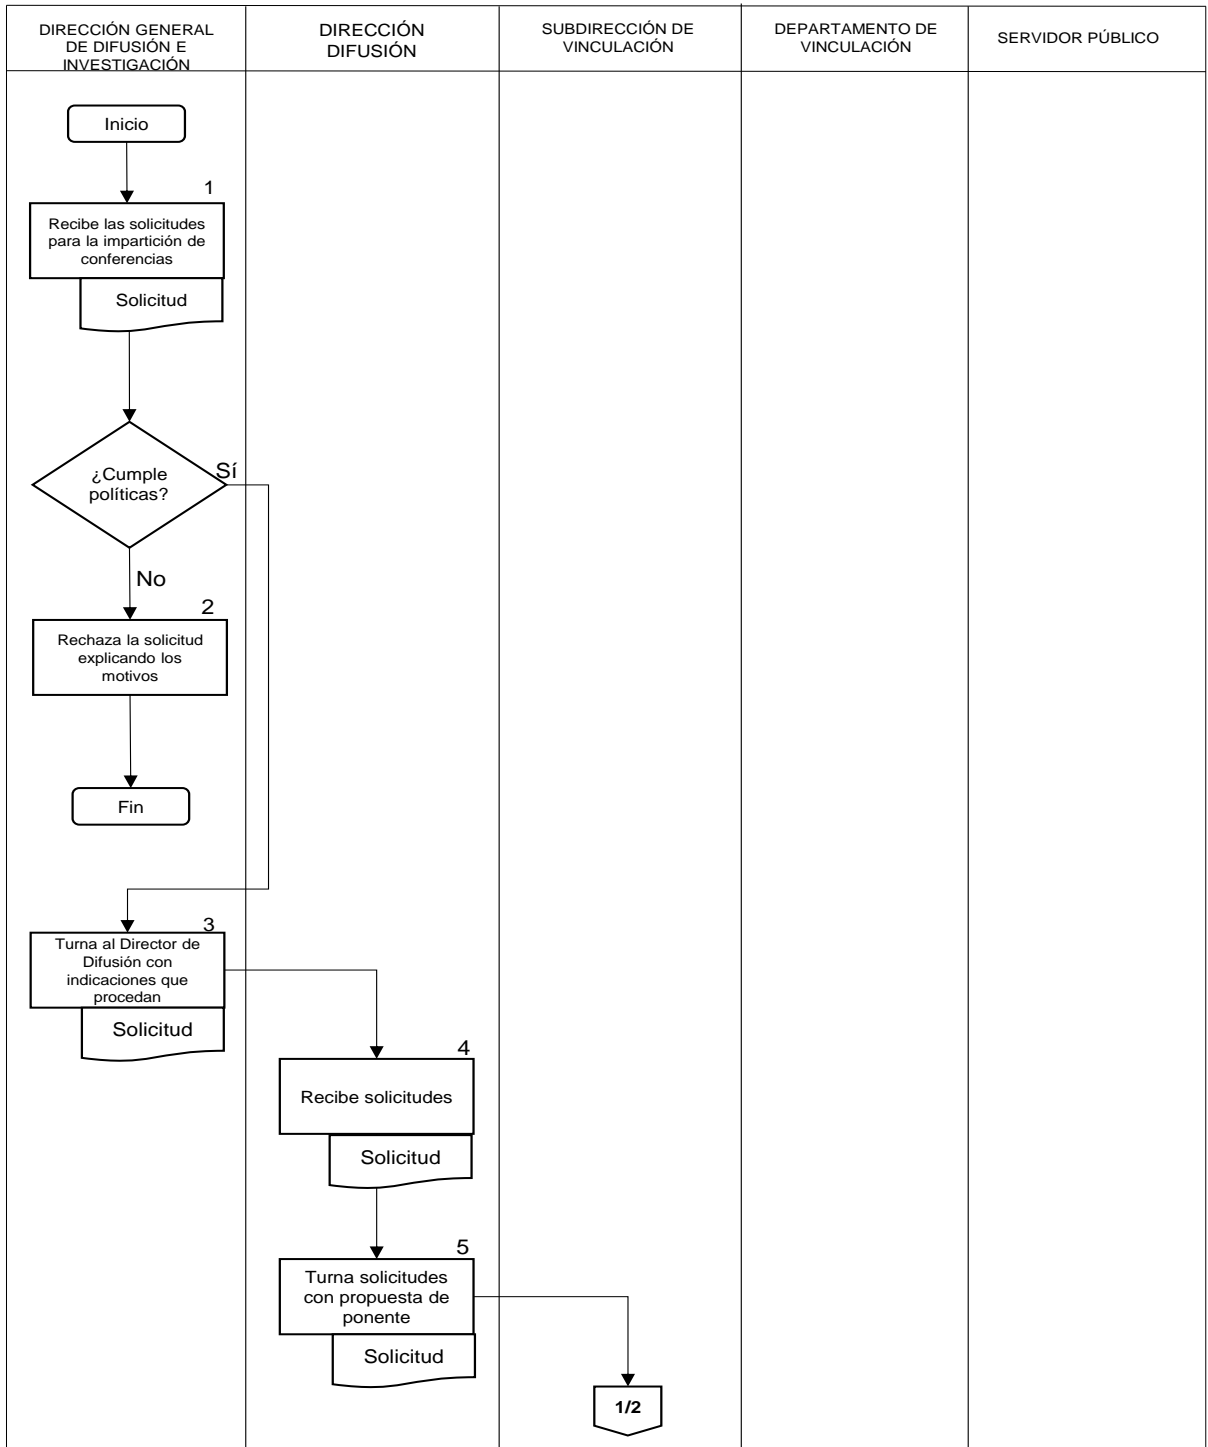 DIRECCIÓN GENERAL
DE DIFUSIÓN E
INVESTIGACIÓN
DIRECCIÓN
DIFUSIÓN
SUBDIRECCIÓN DE
VINCULACIÓN
DEPARTAMENTO DE
VINCULACIÓN
SERVIDOR PÚBLICO
Inicio
1
Recibe las solicitudes
para la impartición de
conferencias
Solicitud
¿Cumple
políticas?
Sí
No
2
Rechaza la solicitud
explicando los
motivos
Fin
3
Turna al Director de
Difusión con
indicaciones que
procedan
Solicitud
4
Recibe solicitudes
Solicitud
5
Turna solicitudes
con propuesta de
ponente
Solicitud
1/2